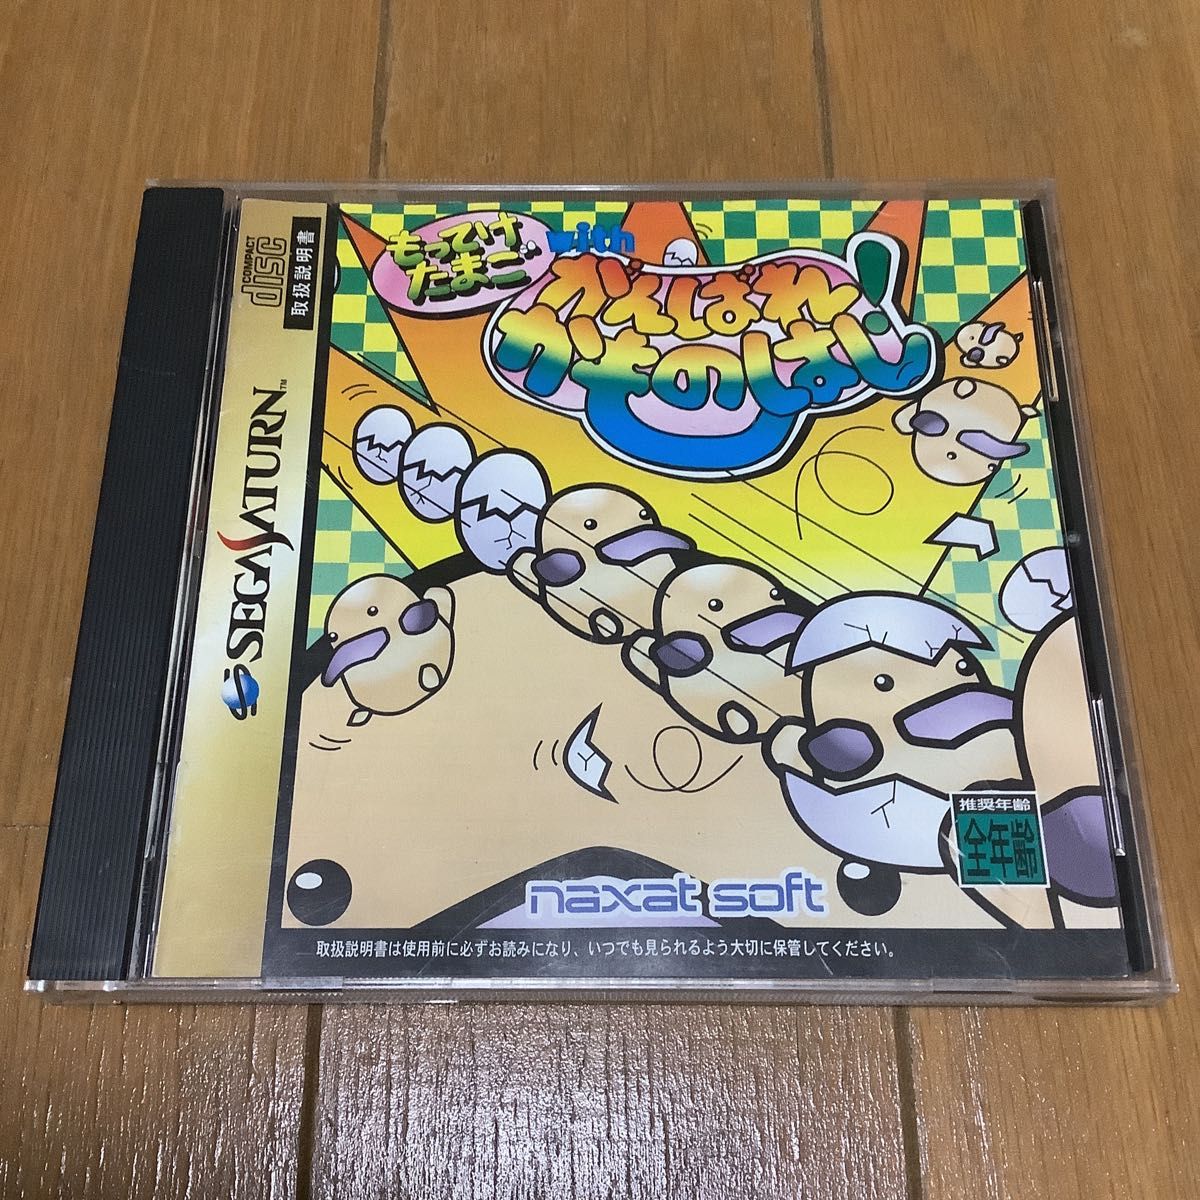 COMPACT
disc
取扱説明書
SEGA SATURN™
もってけ
たまご
with
がんばれ!
かものはし
推奨年齢
全年齢
naxat soft
取扱説明書は使用前に必ずお読みになり、いつでも見られるよう大切に保管してください。